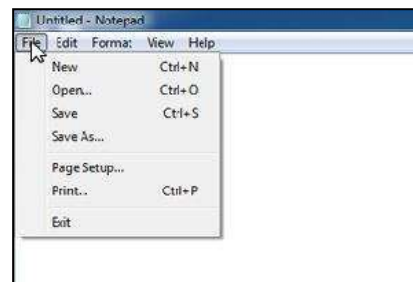 Untitled - Notepad
File Edit Format View Help
New Ctrl+N
Open... Ctrl+O
Save Ctrl+S
Save As...
Page Setup...
Print... Ctrl+P
Exit